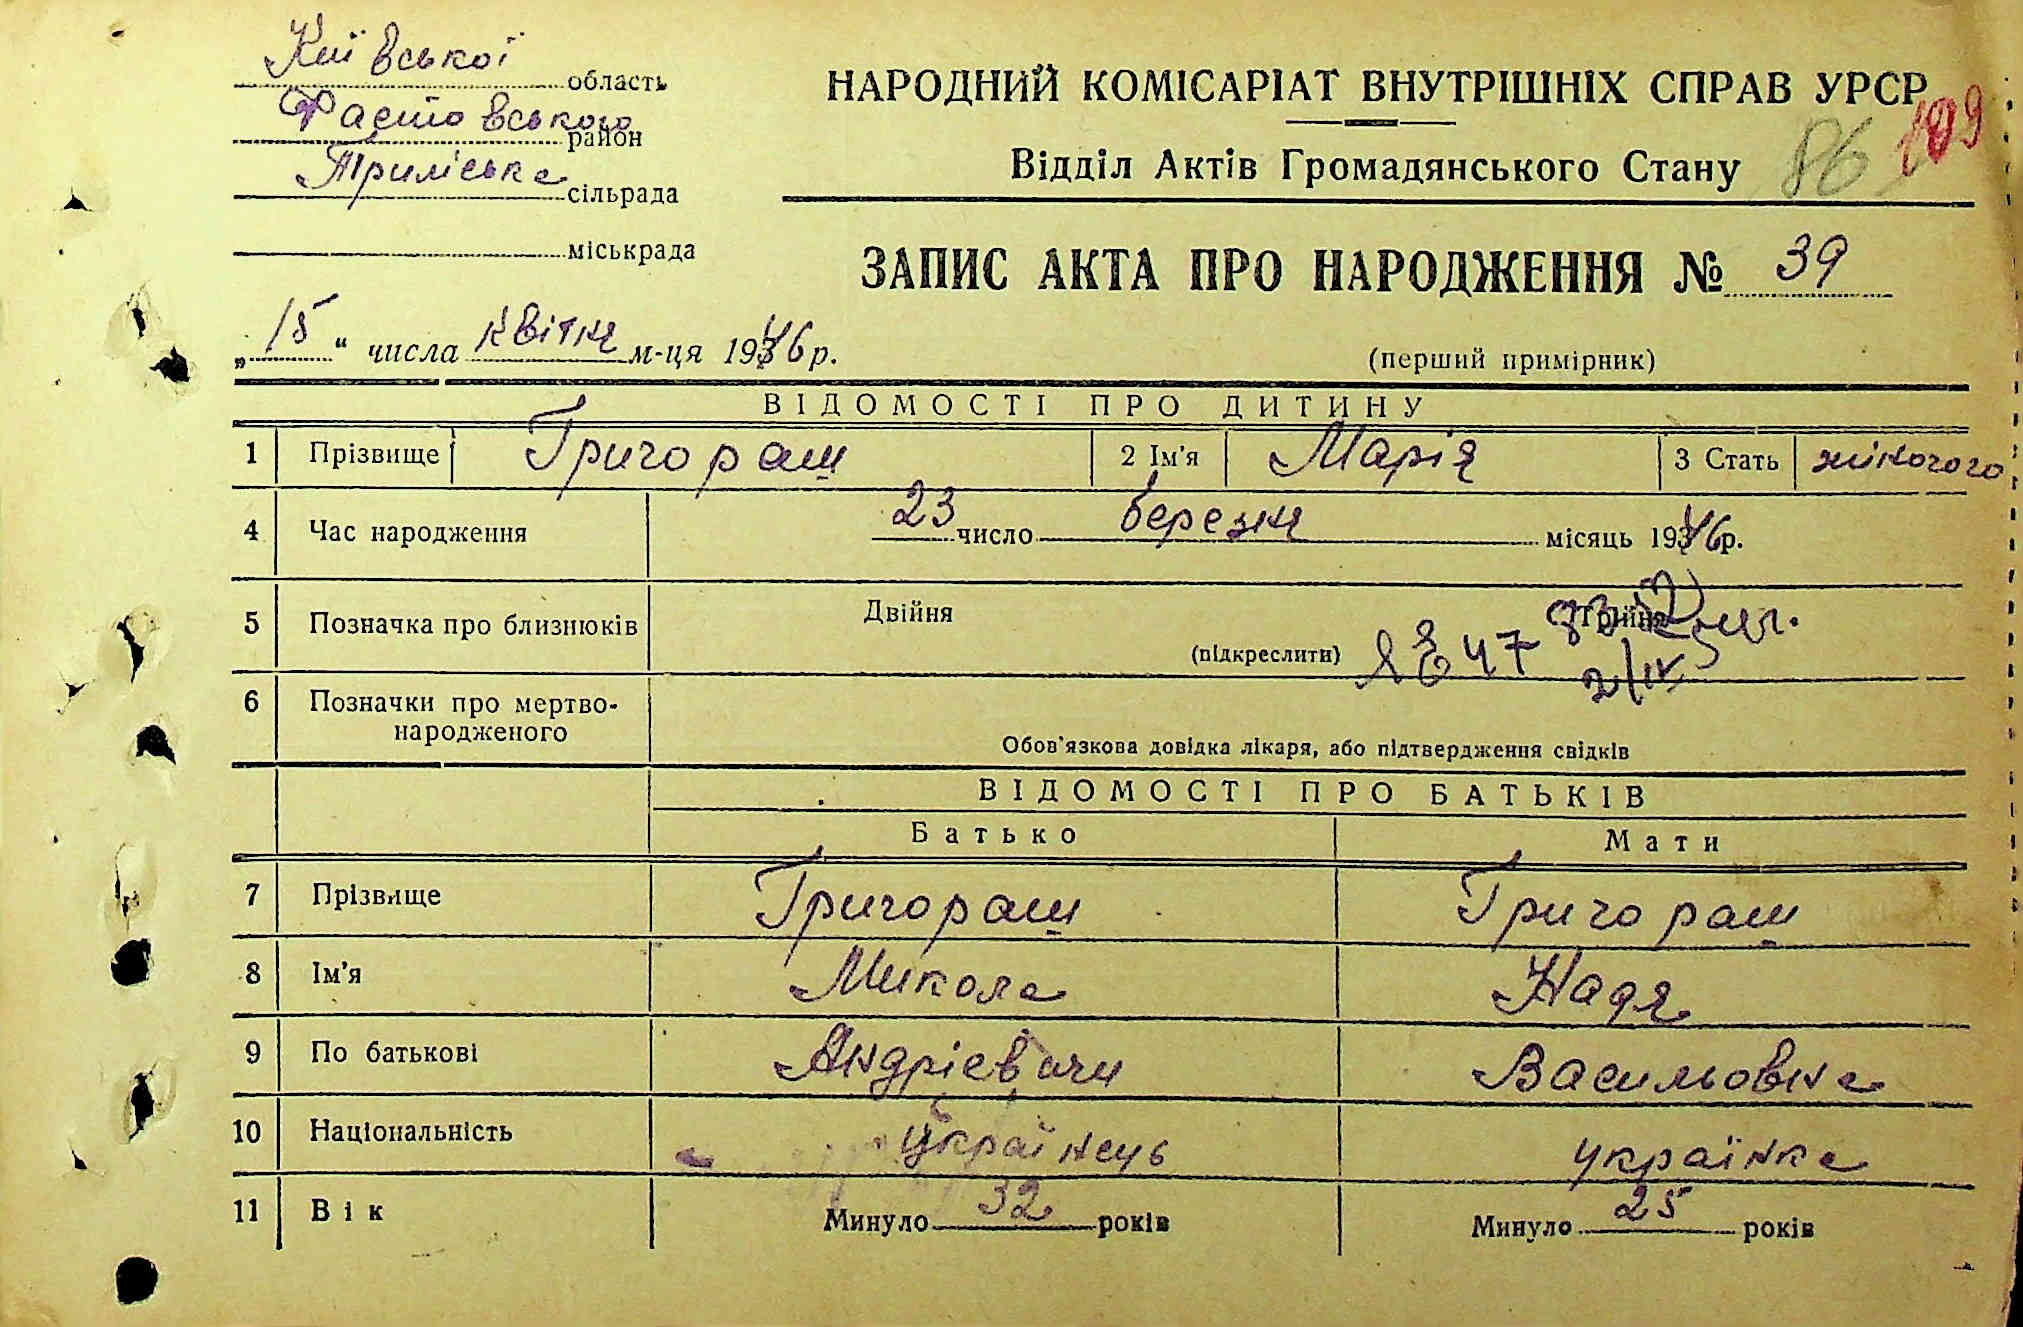 Київської область
Фастовського район
Триліська сільрада
міськрада
НАРОДНИЙ КОМІСАРІАТ ВНУТРІШНІХ СПРАВ УРСР
86 109
Відділ Актів Громадянського Стану
ЗАПИС АКТА ПРО НАРОДЖЕННЯ № 39
„15“ числа квітня м-ця 1946 р.
(перший примірник)
ВІДОМОСТІ ПРО ДИТИНУ
1 Прізвище Григораш 2 Ім'я Марія 3 Стать жіночого
4 Час народження 23 число березня місяць 1946р.
5 Позначка про близнюків Двійня Трійня
(підкреслити)
6 Позначки про мертво-
народженого
Обов'язкова довідка лікаря, або підтвердження свідків
ВІДОМОСТІ ПРО БАТЬКІВ
Батько Мати
7 Прізвище Григораш Григораш
8 Ім'я Микола Надя
9 По батькові Андрієвич Васильовна
10 Національність українець українка
11 Вік Минуло 32 років Минуло 25 років